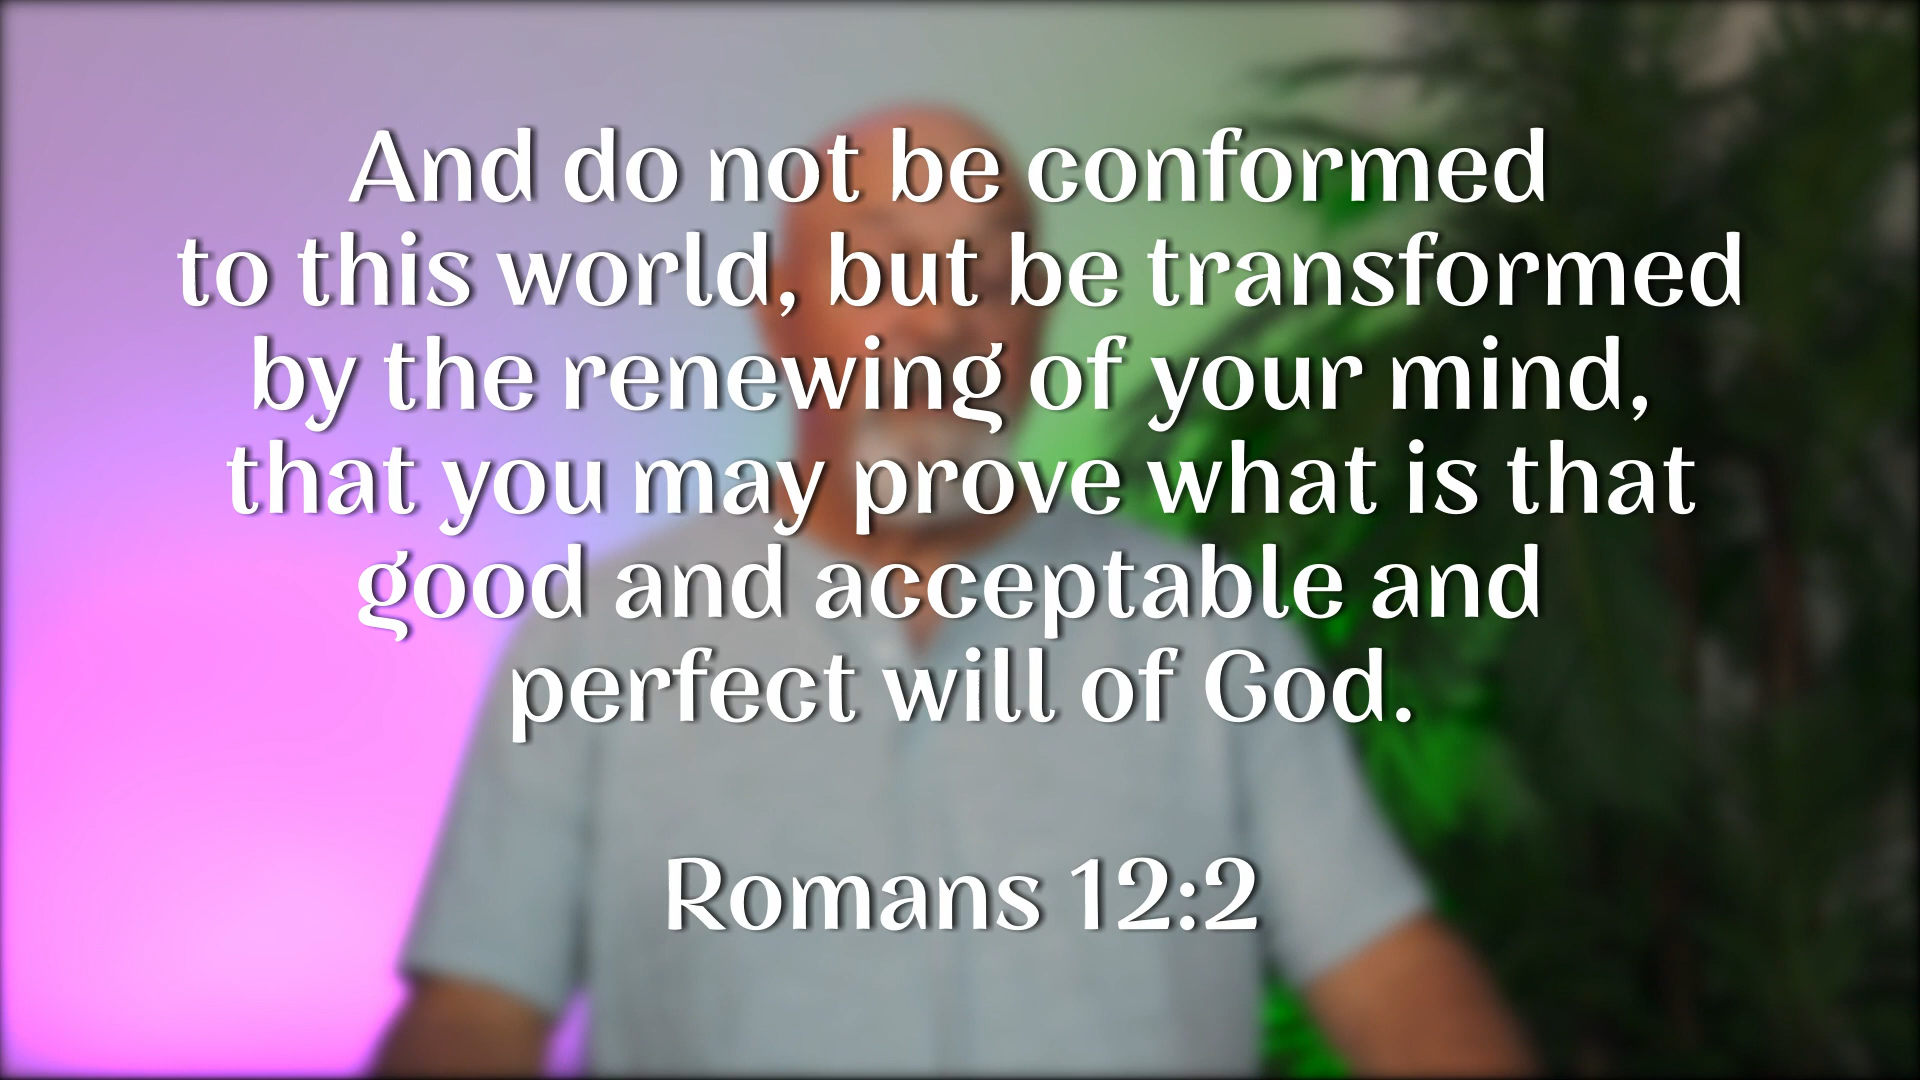 And do not be conformed
to this world, but be transformed
by the renewing of your mind,
that you may prove what is that
good and acceptable and
perfect will of God.
Romans 12:2